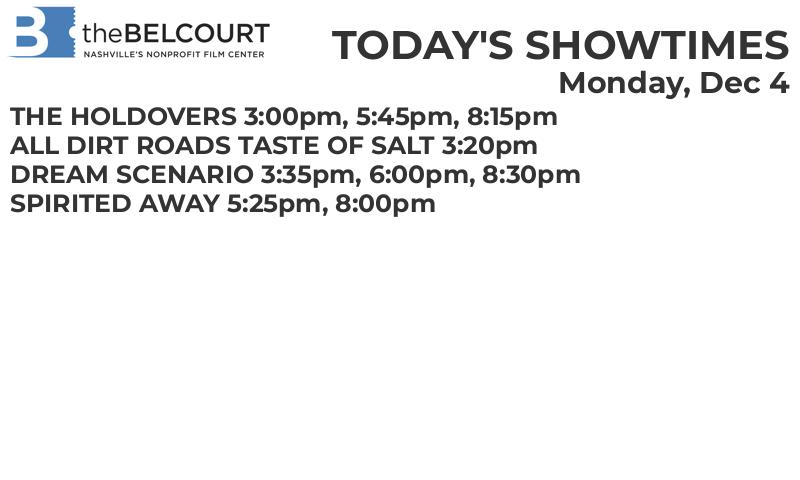 B theBELCOURT
NASHVILLE'S NONPROFIT FILM CENTER
TODAY'S SHOWTIMES
Monday, Dec 4
THE HOLDOVERS 3:00pm, 5:45pm, 8:15pm
ALL DIRT ROADS TASTE OF SALT 3:20pm
DREAM SCENARIO 3:35pm, 6:00pm, 8:30pm
SPIRITED AWAY 5:25pm, 8:00pm